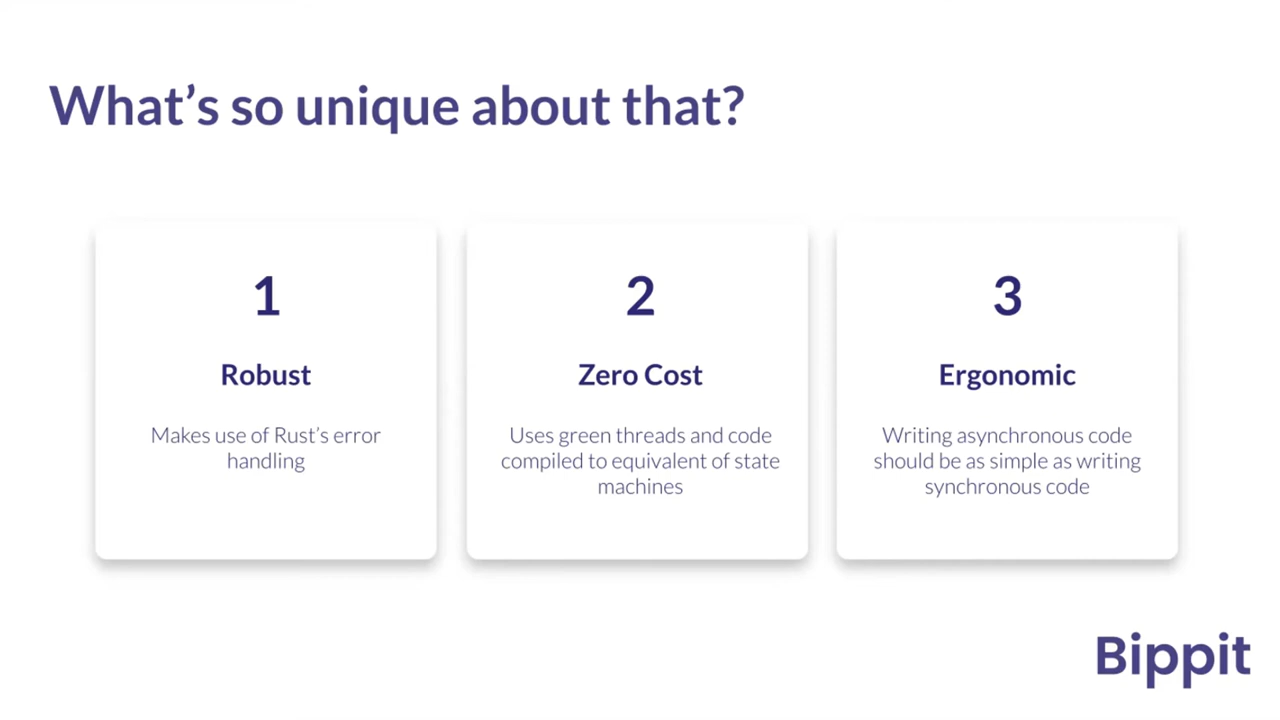 What’s so unique about that?
1
Robust
Makes use of Rust’s error
handling
2
Zero Cost
Uses green threads and code
compiled to equivalent of state
machines
3
Ergonomic
Writing asynchronous code
should be as simple as writing
synchronous code
Bippit